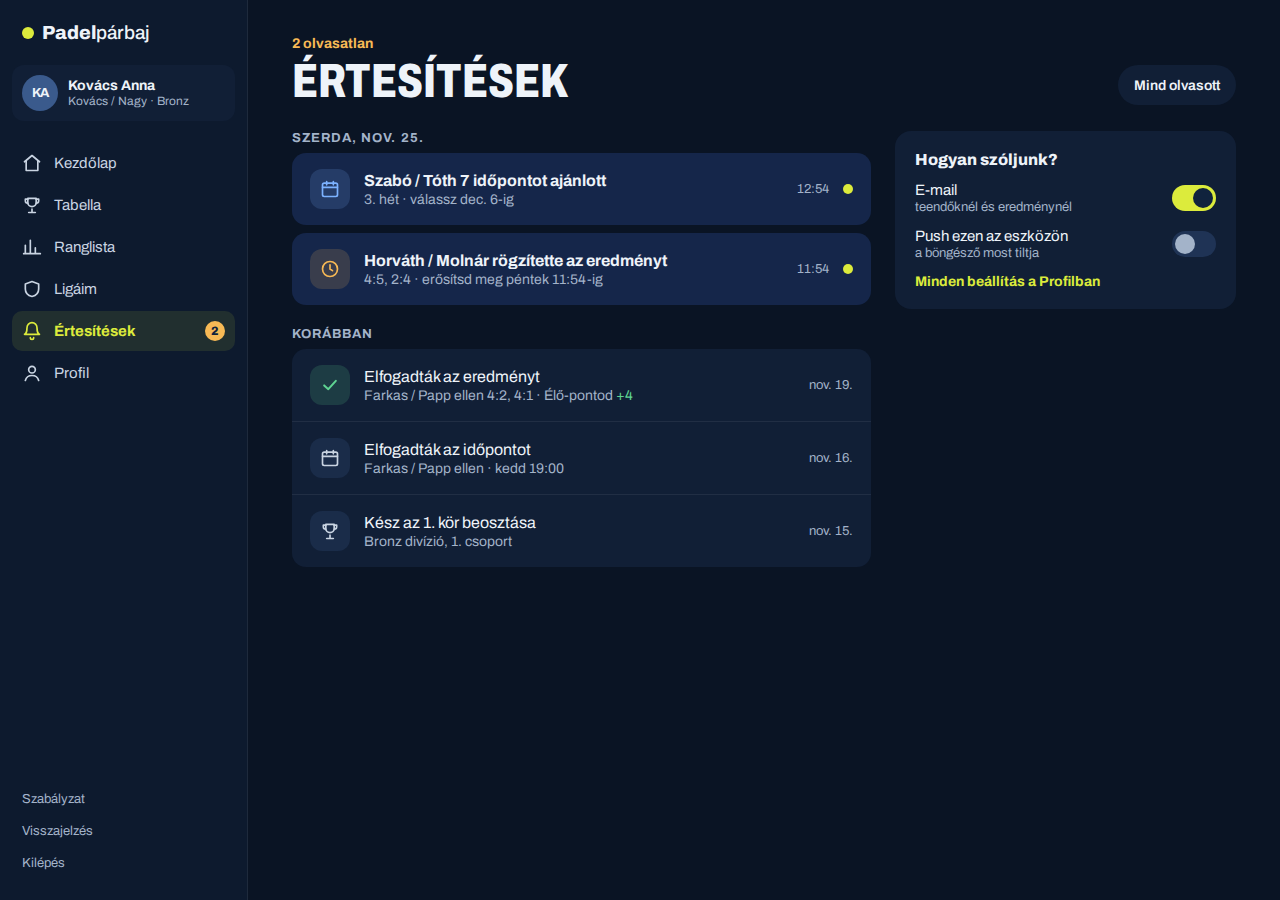 Padelpárbaj
KA
Kovács Anna
Kovács / Nagy · Bronz
Kezdőlap
Tabella
Ranglista
Ligáim
Értesítések
2
Profil
Szabályzat
Visszajelzés
Kilépés
2 olvasatlan
ÉRTESÍTÉSEK
Mind olvasott
SZERDA, NOV. 25.
Szabó / Tóth 7 időpontot ajánlott
3. hét · válassz dec. 6-ig
12:54
Horváth / Molnár rögzítette az eredményt
4:5, 2:4 · erősítsd meg péntek 11:54-ig
11:54
KORÁBBAN
Elfogadták az eredményt
Farkas / Papp ellen 4:2, 4:1 · Élő-pontod +4
nov. 19.
Elfogadták az időpontot
Farkas / Papp ellen · kedd 19:00
nov. 16.
Kész az 1. kör beosztása
Bronz divízió, 1. csoport
nov. 15.
Hogyan szóljunk?
E-mail
teendőknél és eredménynél
Push ezen az eszközön
a böngésző most tiltja
Minden beállítás a Profilban